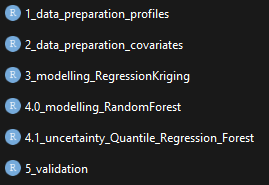 R 1_data_preparation_profiles
R 2_data_preparation_covariates
R 3_modelling_RegressionKriging
R 4.0_modelling_RandomForest
R 4.1_uncertainty_Quantile_Regression_Forest
R 5_validation